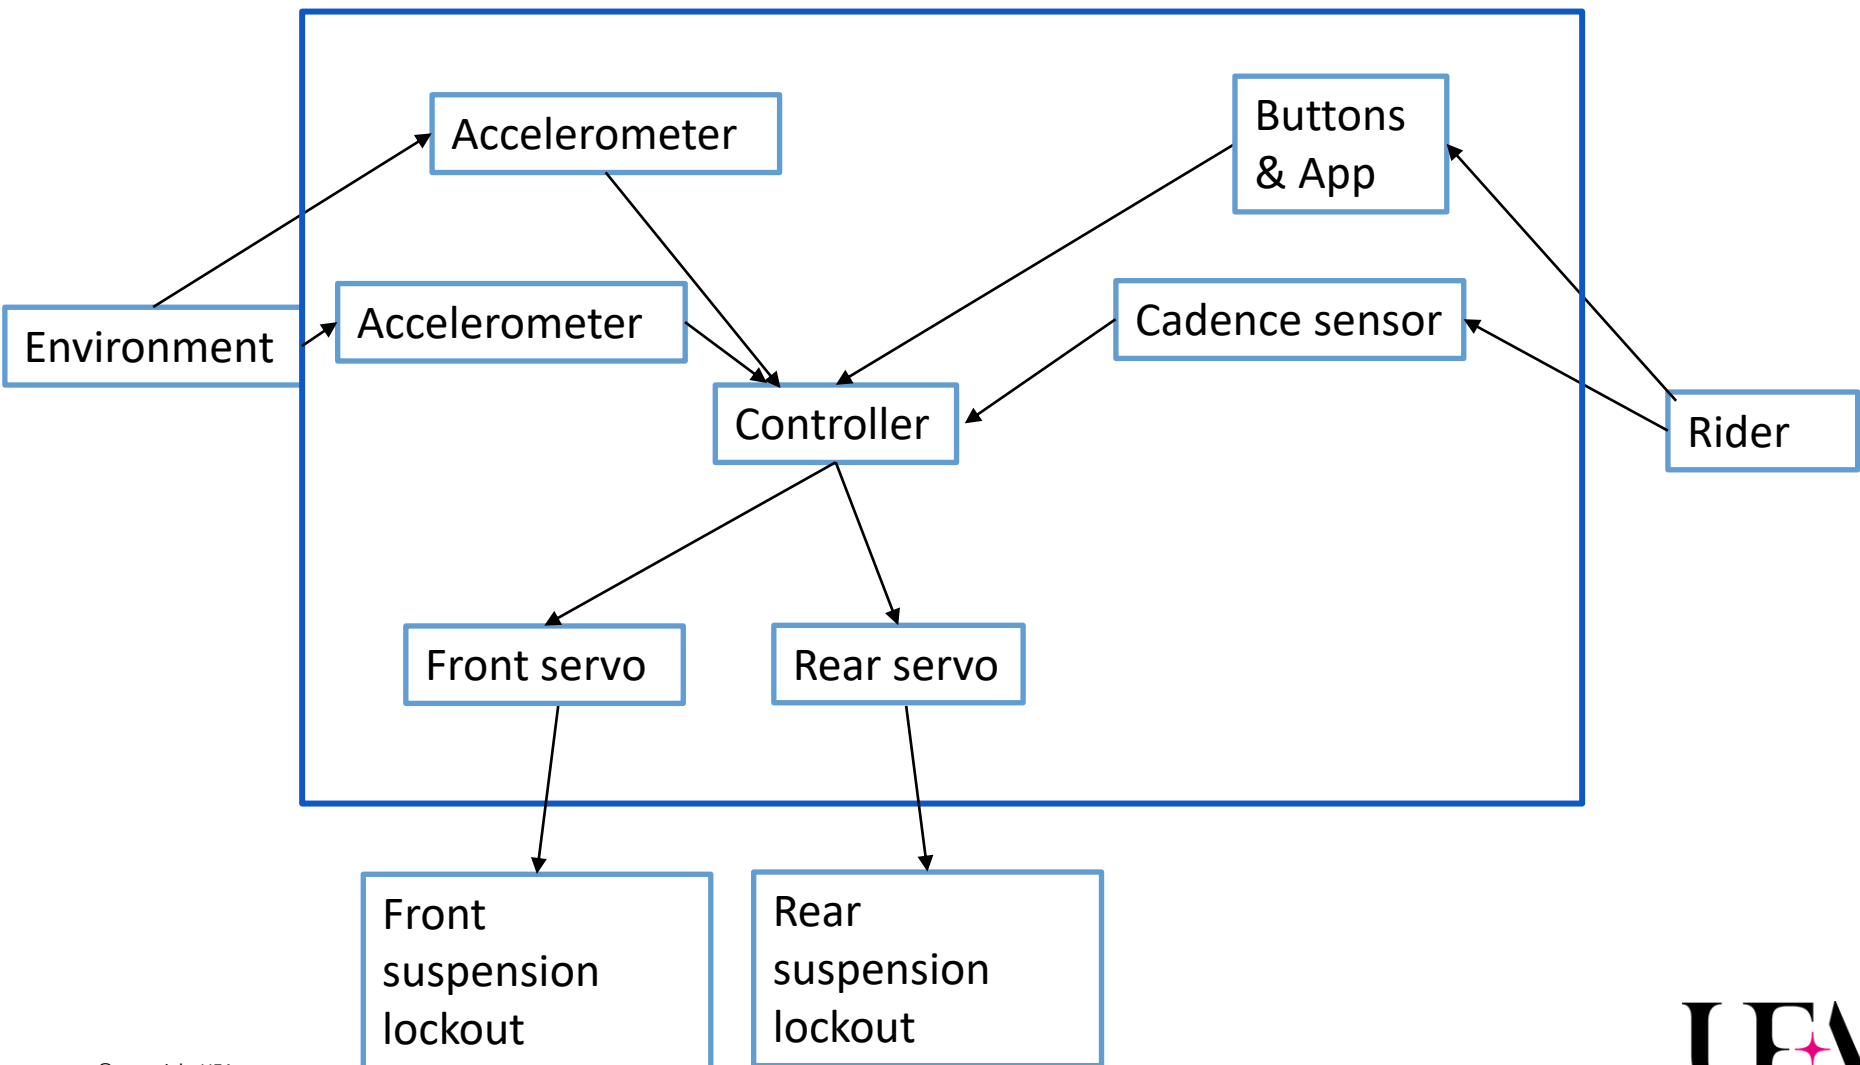 Accelerometer
Buttons
& App
Accelerometer
Cadence sensor
Environment
Controller
Rider
Front servo
Rear servo
Front
suspension
lockout
Rear
suspension
lockout